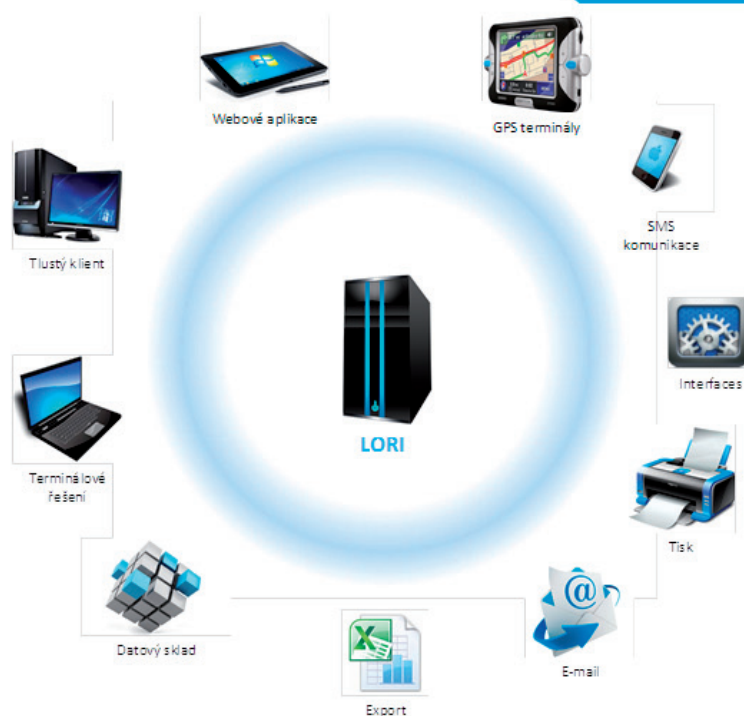 Webové aplikace
GPS terminály
SMS
komunikace
Tlustý klient
Interfaces
LORI
Terminálové
řešení
Tisk
Datový sklad
E-mail
Export